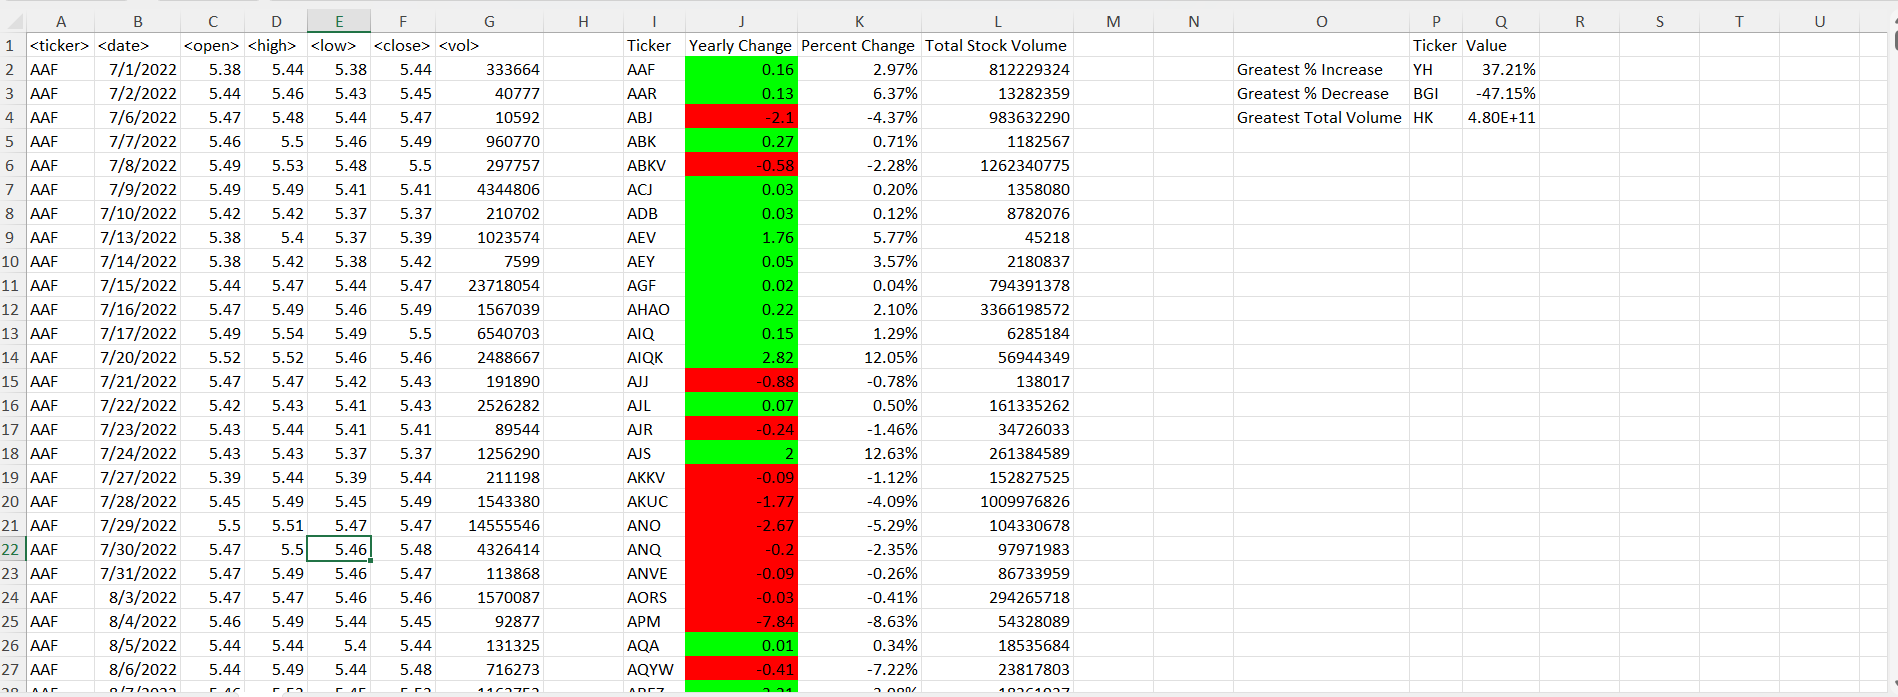 A B C D E F G H I J K L M N O P Q R S T U
1 <ticker> <date> <open> <high> <low> <close> <vol> Ticker Yearly Change Percent Change Total Stock Volume Ticker Value
2 AAF 7/1/2022 5.38 5.44 5.38 5.44 333664 AAF 0.16 2.97% 812229324 Greatest % Increase YH 37.21%
3 AAF 7/2/2022 5.44 5.46 5.43 5.45 40777 AAR 0.13 6.37% 13282359 Greatest % Decrease BGI -47.15%
4 AAF 7/6/2022 5.47 5.48 5.44 5.47 10592 ABJ -2.1 -4.37% 983632290 Greatest Total Volume HK 4.80E+11
5 AAF 7/7/2022 5.46 5.5 5.46 5.49 960770 ABK 0.27 0.71% 1182567
6 AAF 7/8/2022 5.49 5.53 5.48 5.5 297757 ABKV -0.58 -2.28% 1262340775
7 AAF 7/9/2022 5.49 5.49 5.41 5.41 4344806 ACJ 0.03 0.20% 1358080
8 AAF 7/10/2022 5.42 5.42 5.37 5.37 210702 ADB 0.03 0.12% 8782076
9 AAF 7/13/2022 5.38 5.4 5.37 5.39 1023574 AEV 1.76 5.77% 45218
10 AAF 7/14/2022 5.38 5.42 5.38 5.42 7599 AEY 0.05 3.57% 2180837
11 AAF 7/15/2022 5.44 5.47 5.44 5.47 23718054 AGF 0.02 0.04% 794391378
12 AAF 7/16/2022 5.47 5.49 5.46 5.49 1567039 AHAO 0.22 2.10% 3366198572
13 AAF 7/17/2022 5.49 5.54 5.49 5.5 6540703 AIQ 0.15 1.29% 6285184
14 AAF 7/20/2022 5.52 5.52 5.46 5.46 2488667 AIQK 2.82 12.05% 56944349
15 AAF 7/21/2022 5.47 5.47 5.42 5.43 191890 AJJ -0.88 -0.78% 138017
16 AAF 7/22/2022 5.42 5.43 5.41 5.43 2526282 AJL 0.07 0.50% 161335262
17 AAF 7/23/2022 5.43 5.44 5.41 5.41 89544 AJR -0.24 -1.46% 34726033
18 AAF 7/24/2022 5.43 5.43 5.37 5.37 1256290 AJS 2 12.63% 261384589
19 AAF 7/27/2022 5.39 5.44 5.39 5.44 211198 AKKV -0.09 -1.12% 152827525
20 AAF 7/28/2022 5.45 5.49 5.45 5.49 1543380 AKUC -1.77 -4.09% 1009976826
21 AAF 7/29/2022 5.5 5.51 5.47 5.47 14555546 ANO -2.67 -5.29% 104330678
22 AAF 7/30/2022 5.47 5.5 5.46 5.48 4326414 ANQ -0.2 -2.35% 97971983
23 AAF 7/31/2022 5.47 5.49 5.46 5.47 113868 ANVE -0.09 -0.26% 86733959
24 AAF 8/3/2022 5.47 5.47 5.46 5.46 1570087 AORS -0.03 -0.41% 294265718
25 AAF 8/4/2022 5.46 5.49 5.44 5.45 92877 APM -7.84 -8.63% 54328089
26 AAF 8/5/2022 5.44 5.44 5.4 5.44 131325 AQA 0.01 0.34% 18535684
27 AAF 8/6/2022 5.44 5.49 5.44 5.48 716273 AQYW -0.41 -7.22% 23817803